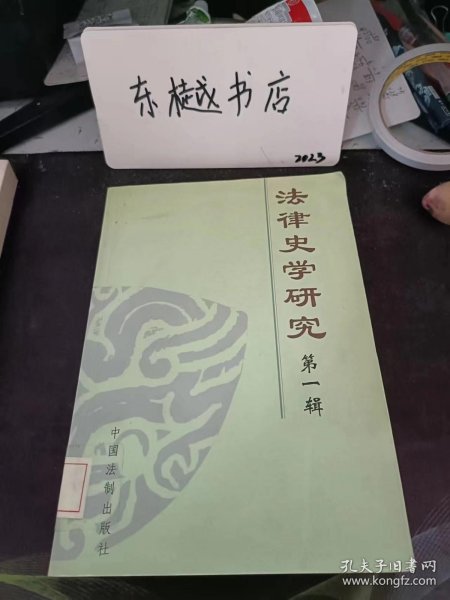 东樾书店
2023
法律史学研究
第一辑
中国法制出版社
孔夫子旧书网
www.kongfz.com